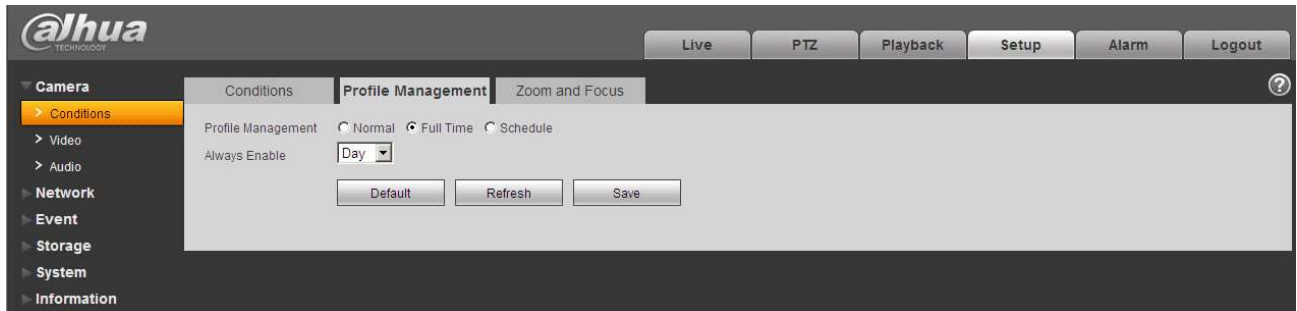 alhua
TECHNOLOGY
Live PTZ Playback Setup Alarm Logout
Camera
Conditions Profile Management Zoom and Focus
?
> Conditions
Profile Management Normal Full Time Schedule
> Video
Always Enable Day
> Audio
Default Refresh Save
Network
Event
Storage
System
Information